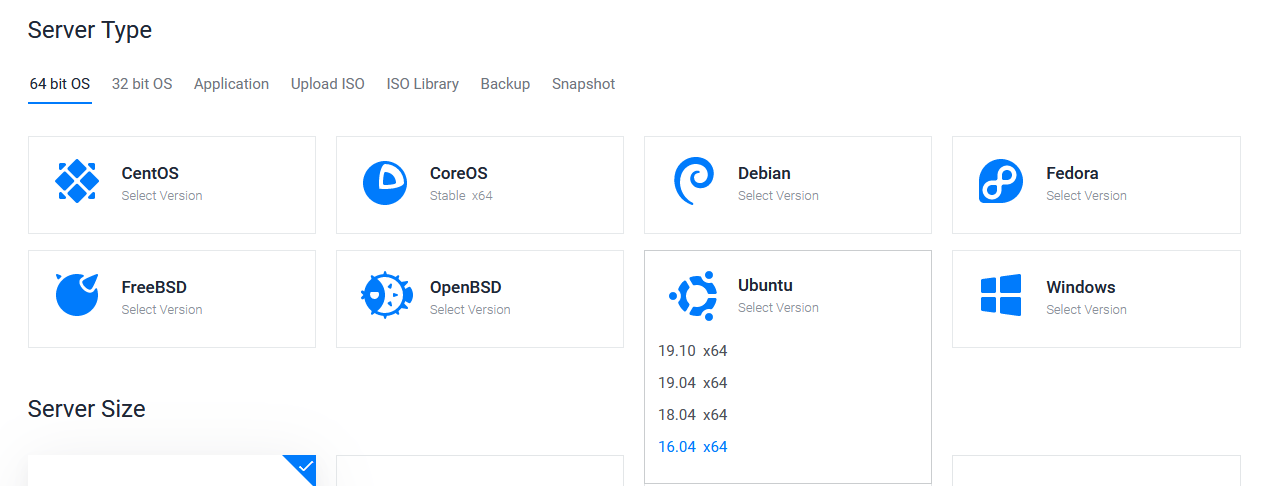 Server Type
64 bit OS 32 bit OS Application Upload ISO ISO Library Backup Snapshot
CentOS
Select Version
CoreOS
Stable x64
Debian
Select Version
Fedora
Select Version
FreeBSD
Select Version
OpenBSD
Select Version
Ubuntu
Select Version
19.10 x64
19.04 x64
18.04 x64
16.04 x64
Windows
Select Version
Server Size